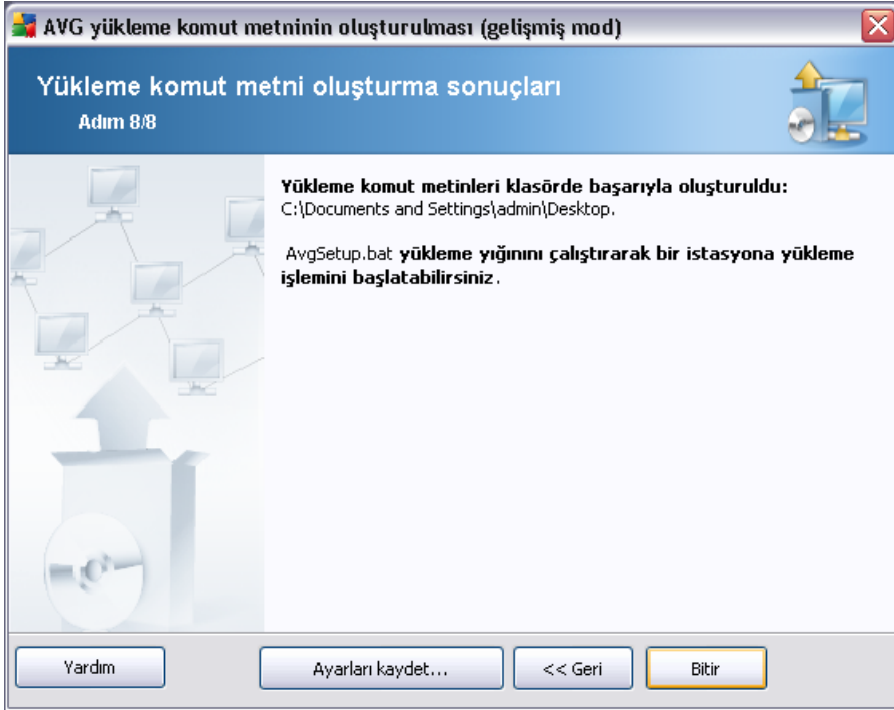 AVG yükleme komut metninin oluşturulması (gelişmiş mod)
Yükleme komut metni oluşturma sonuçları
Adım 8/8
Yükleme komut metinleri klasörde başarıyla oluşturuldu:
C:\Documents and Settings\admin\Desktop.
AvgSetup.bat yükleme yığınını çalıştırarak bir istasyona yükleme
işlemini başlatabilirsiniz.
Yardım
Ayarları kaydet...
<< Geri
Bitir